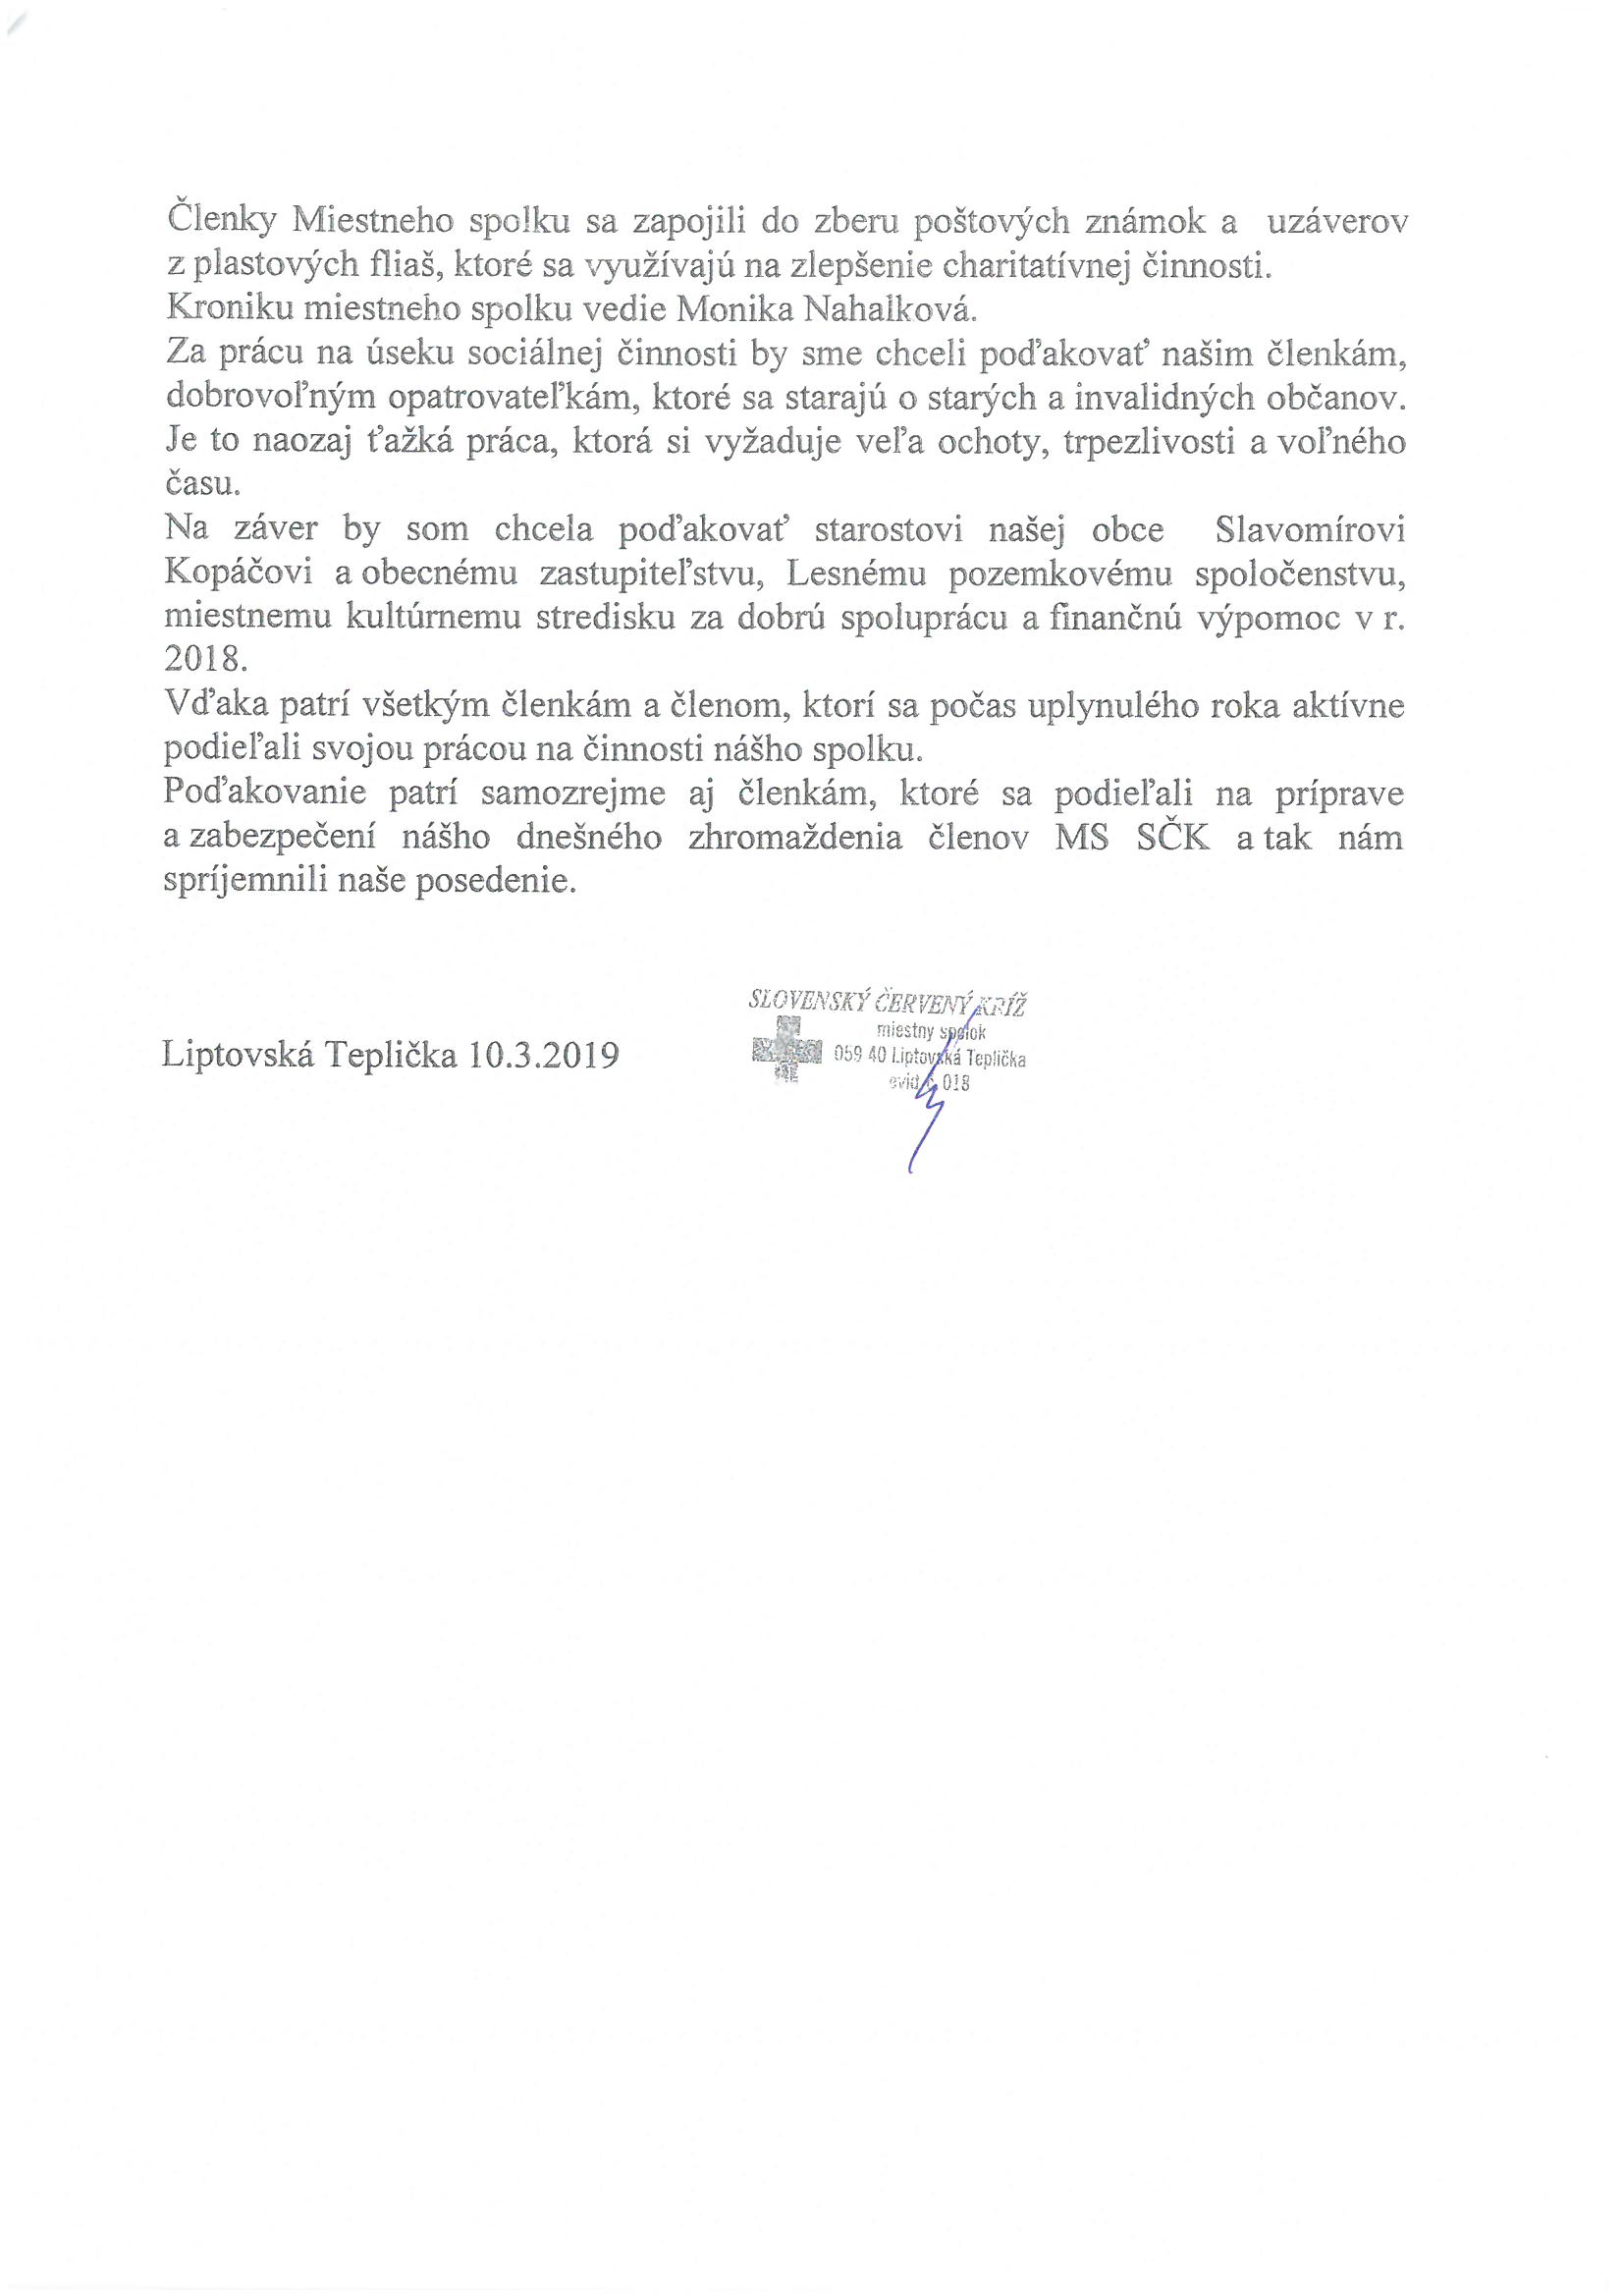 Členky Miestneho spolku sa zapojili do zberu poštových známok a uzáverov
z plastových fliaš, ktoré sa využívajú na zlepšenie charitatívnej činnosti.
Kroniku miestneho spolku vedie Monika Nahalková.
Za prácu na úseku sociálnej činnosti by sme chceli poďakovať našim členkám,
dobrovoľným opatrovateľkám, ktoré sa starajú o starých a invalidných občanov.
Je to naozaj ťažká práca, ktorá si vyžaduje veľa ochoty, trpezlivosti a voľného
času.
Na záver by som chcela poďakovať starostovi našej obce Slavomírovi
Kopáčovi a obecnému zastupiteľstvu, Lesnému pozemkovému spoločenstvu,
miestnemu kultúrnemu stredisku za dobrú spoluprácu a finančnú výpomoc v r.
2018.
Vďaka patrí všetkým členkám a členom, ktorí sa počas uplynulého roka aktívne
podieľali svojou prácou na činnosti nášho spolku.
Poďakovanie patrí samozrejme aj členkám, ktoré sa podieľali na príprave
a zabezpečení nášho dnešného zhromaždenia členov MS SČK a tak nám
spríjemnili naše posedenie.
SLOVENSKÝ ČERVENÝ KRÍŽ
miestny spolok
059 40 Liptovská Teplička
evid. 018
Liptovská Teplička 10.3.2019